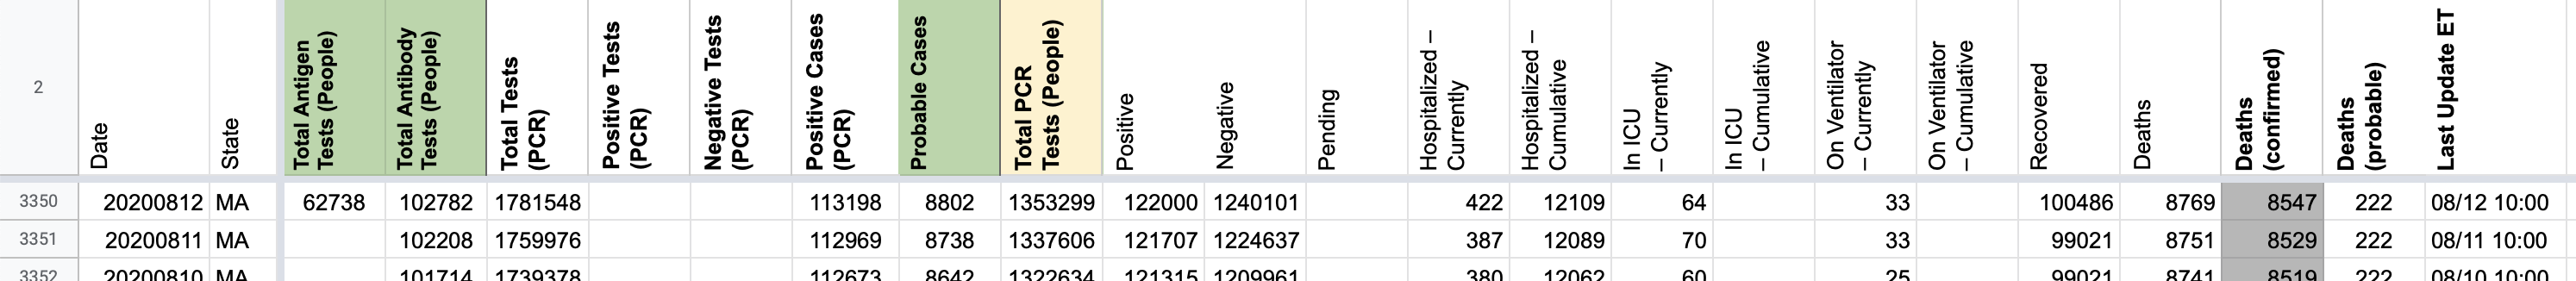 2 Date State Total Antigen Tests (People) Total Antibody Tests (People) Total Tests (PCR) Positive Tests (PCR) Negative Tests (PCR) Positive Cases (PCR) Probable Cases Total PCR Tests (People) Positive Negative Pending Hospitalized – Currently Hospitalized – Cumulative In ICU – Currently In ICU – Cumulative On Ventilator – Currently On Ventilator – Cumulative Recovered Deaths Deaths (confirmed) Deaths (probable) Last Update ET
3350 20200812 MA 62738 102782 1781548 113198 8802 1353299 122000 1240101 422 12109 64 33 100486 8769 8547 222 08/12 10:00
3351 20200811 MA 102208 1759976 112969 8738 1337606 121707 1224637 387 12089 70 33 99021 8751 8529 222 08/11 10:00
3352 20200810 MA 101714 1739378 112673 8642 1322634 121315 1209961 380 12062 60 25 99021 8741 8519 222 08/10 10:00